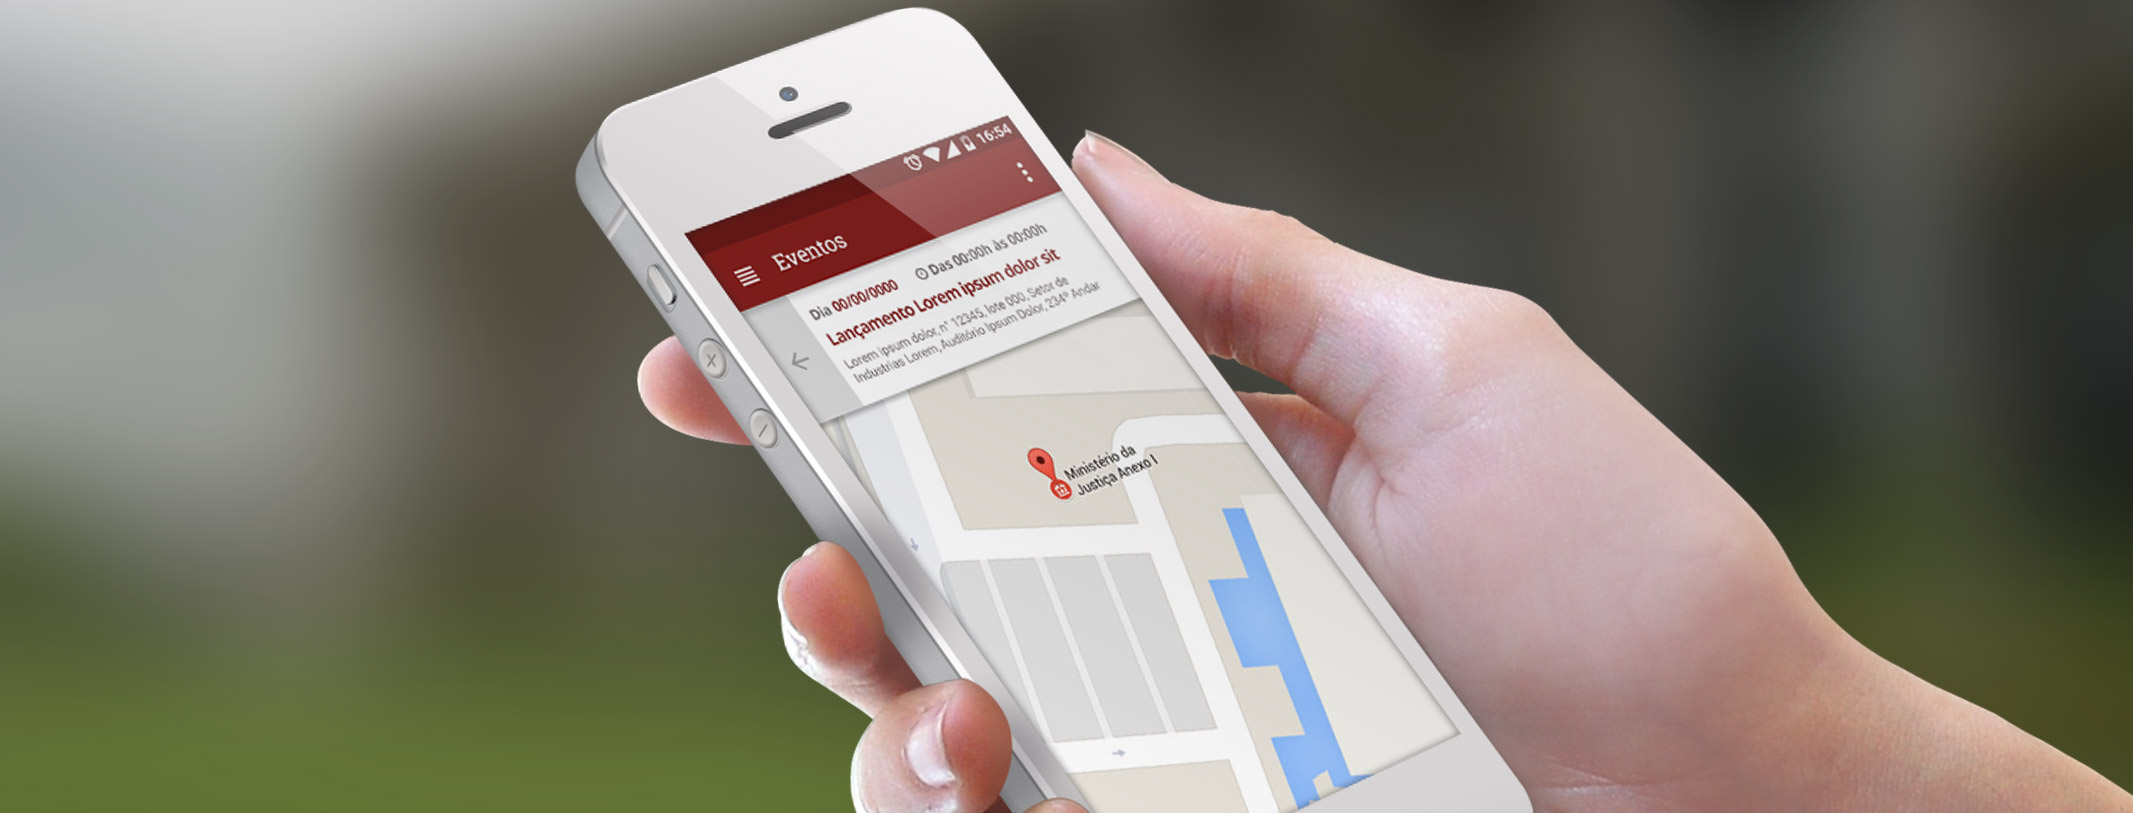 16:54
Eventos
Dia 00/00/0000 Das 00:00h às 00:00h
Lançamento Lorem ipsum dolor sit
Lorem ipsum dolor, n° 12345, lote 000, Setor de
Industrias Lorem, Auditório Ipsum Dolor, 234º Andar
Ministério da
Justiça Anexo I